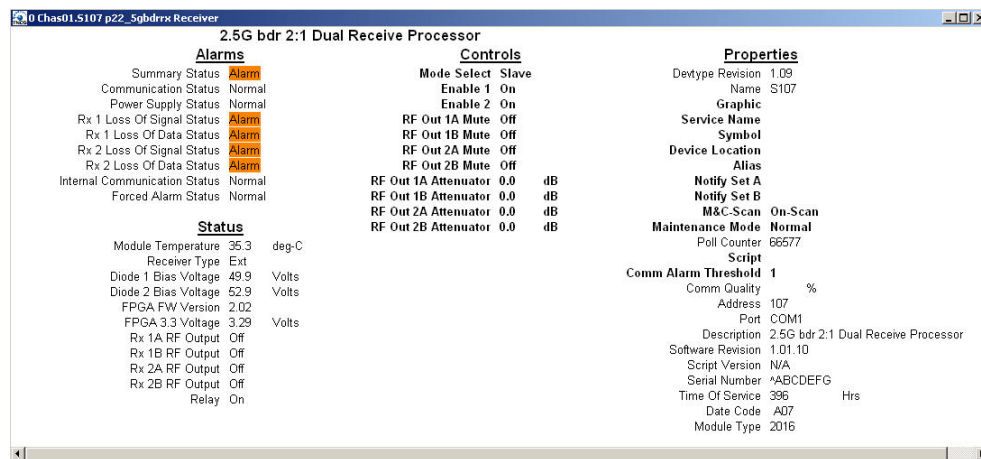 0 Chas01.S107 p22_5gbdrrx Receiver
2.5G bdr 2:1 Dual Receive Processor
Alarms
Summary Status Alarm
Communication Status Normal
Power Supply Status Normal
Rx 1 Loss Of Signal Status Alarm
Rx 1 Loss Of Data Status Alarm
Rx 2 Loss Of Signal Status Alarm
Rx 2 Loss Of Data Status Alarm
Internal Communication Status Normal
Forced Alarm Status Normal
Status
Module Temperature 35.3 deg-C
Receiver Type Ext
Diode 1 Bias Voltage 49.9 Volts
Diode 2 Bias Voltage 52.9 Volts
FPGA FW Version 2.02
FPGA 3.3 Voltage 3.29 Volts
Rx 1A RF Output Off
Rx 1B RF Output Off
Rx 2A RF Output Off
Rx 2B RF Output Off
Relay On
Controls
Mode Select Slave
Enable 1 On
Enable 2 On
RF Out 1A Mute Off
RF Out 1B Mute Off
RF Out 2A Mute Off
RF Out 2B Mute Off
RF Out 1A Attenuator 0.0 dB
RF Out 1B Attenuator 0.0 dB
RF Out 2A Attenuator 0.0 dB
RF Out 2B Attenuator 0.0 dB
Properties
Devtype Revision 1.09
Name S107
Graphic
Service Name
Symbol
Device Location
Alias
Notify Set A
Notify Set B
M&C-Scan On-Scan
Maintenance Mode Normal
Poll Counter 66577
Script
Comm Alarm Threshold 1
Comm Quality %
Address 107
Port COM1
Description 2.5G bdr 2:1 Dual Receive Processor
Software Revision 1.01.10
Script Version N/A
Serial Number ^ABCDEFG
Time Of Service 396 Hrs
Date Code A07
Module Type 2016